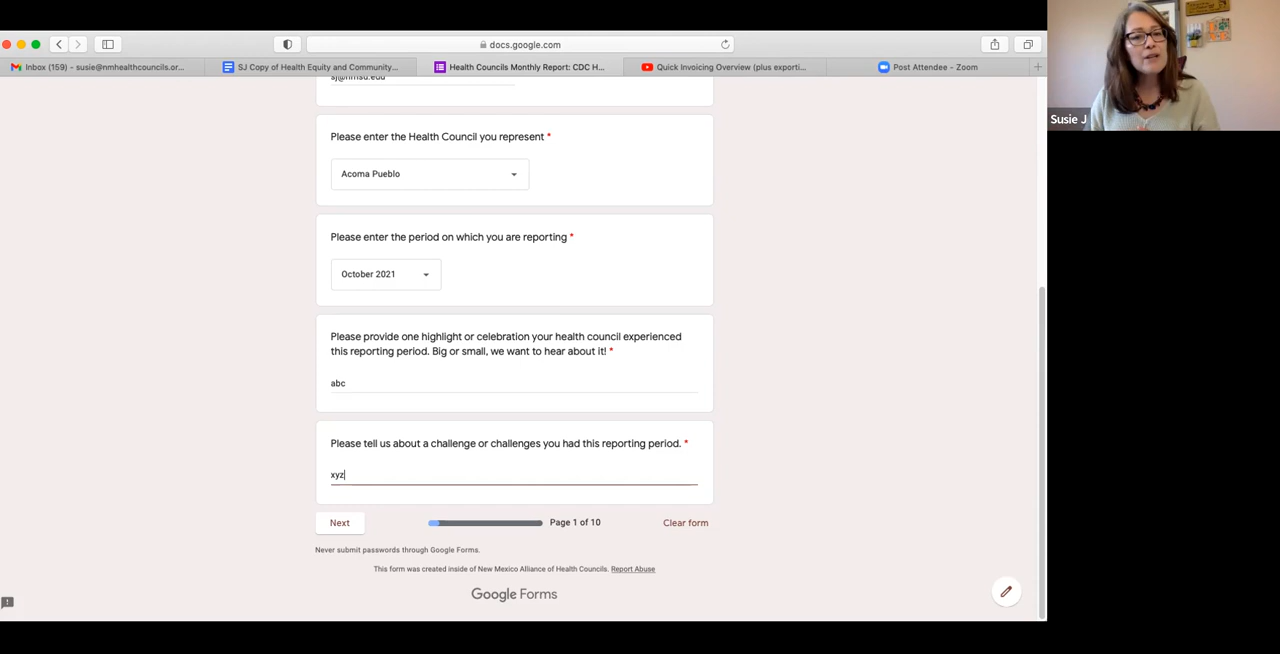 docs.google.com
Inbox (159) - susie@nmhealthcouncils.or...
SJ Copy of Health Equity and Community...
Health Councils Monthly Report: CDC H...
Quick Invoicing Overview (plus exporti...
Post Attendee - Zoom
Susie J
Please enter the Health Council you represent *
Acoma Pueblo
Please enter the period on which you are reporting *
October 2021
Please provide one highlight or celebration your health council experienced
this reporting period. Big or small, we want to hear about it! *
abc
Please tell us about a challenge or challenges you had this reporting period. *
xyz
Next
Page 1 of 10
Clear form
Never submit passwords through Google Forms.
This form was created inside of New Mexico Alliance of Health Councils. Report Abuse
Google Forms